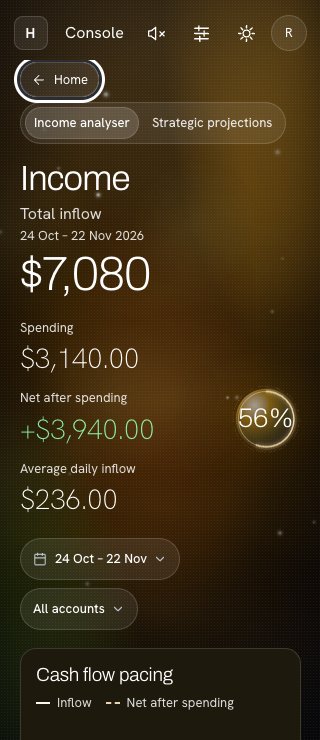 H Console R
Home
Income analyser Strategic projections
Income
Total inflow
24 Oct – 22 Nov 2026
$7,080
Spending
$3,140.00
Net after spending
+$3,940.00
56%
Average daily inflow
$236.00
24 Oct – 22 Nov
All accounts
Cash flow pacing
Inflow Net after spending